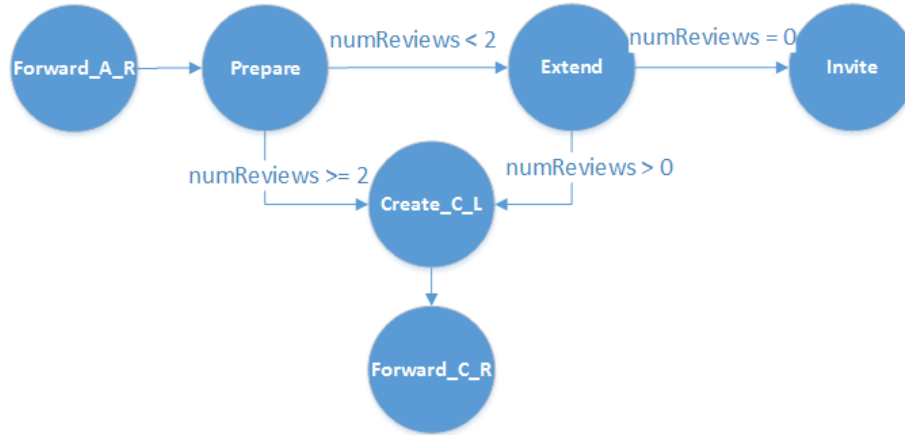 numReviews < 2
numReviews = 0
Forward_A_R
Prepare
Extend
Invite
numReviews >= 2
numReviews > 0
Create_C_L
Forward_C_R